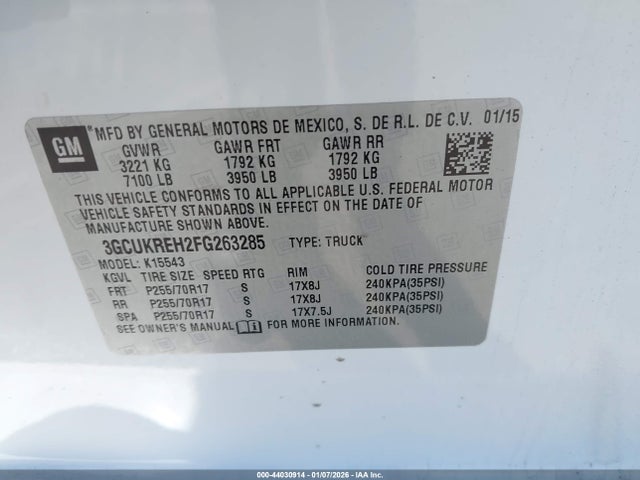 GM
® MFD BY GENERAL MOTORS DE MEXICO, S. DE R.L. DE C.V. 01/15
GVWR GAWR FRT GAWR RR
3221 KG 1792 KG 1792 KG
7100 LB 3950 LB 3950 LB
THIS VEHICLE CONFORMS TO ALL APPLICABLE U.S. FEDERAL MOTOR
VEHICLE SAFETY STANDARDS IN EFFECT ON THE DATE OF
MANUFACTURE SHOWN ABOVE.
3GCUKREH2FG263285 TYPE: TRUCK
MODEL: K15543
KGVL TIRE SIZE SPEED RTG RIM COLD TIRE PRESSURE
FRT P255/70R17 S 17X8J 240KPA(35PSI)
RR P255/70R17 S 17X8J 240KPA(35PSI)
SPA P255/70R17 S 17X7.5J 240KPA(35PSI)
SEE OWNER'S MANUAL FOR MORE INFORMATION.
000-44030914 - 01/07/2026 - IAA Inc.